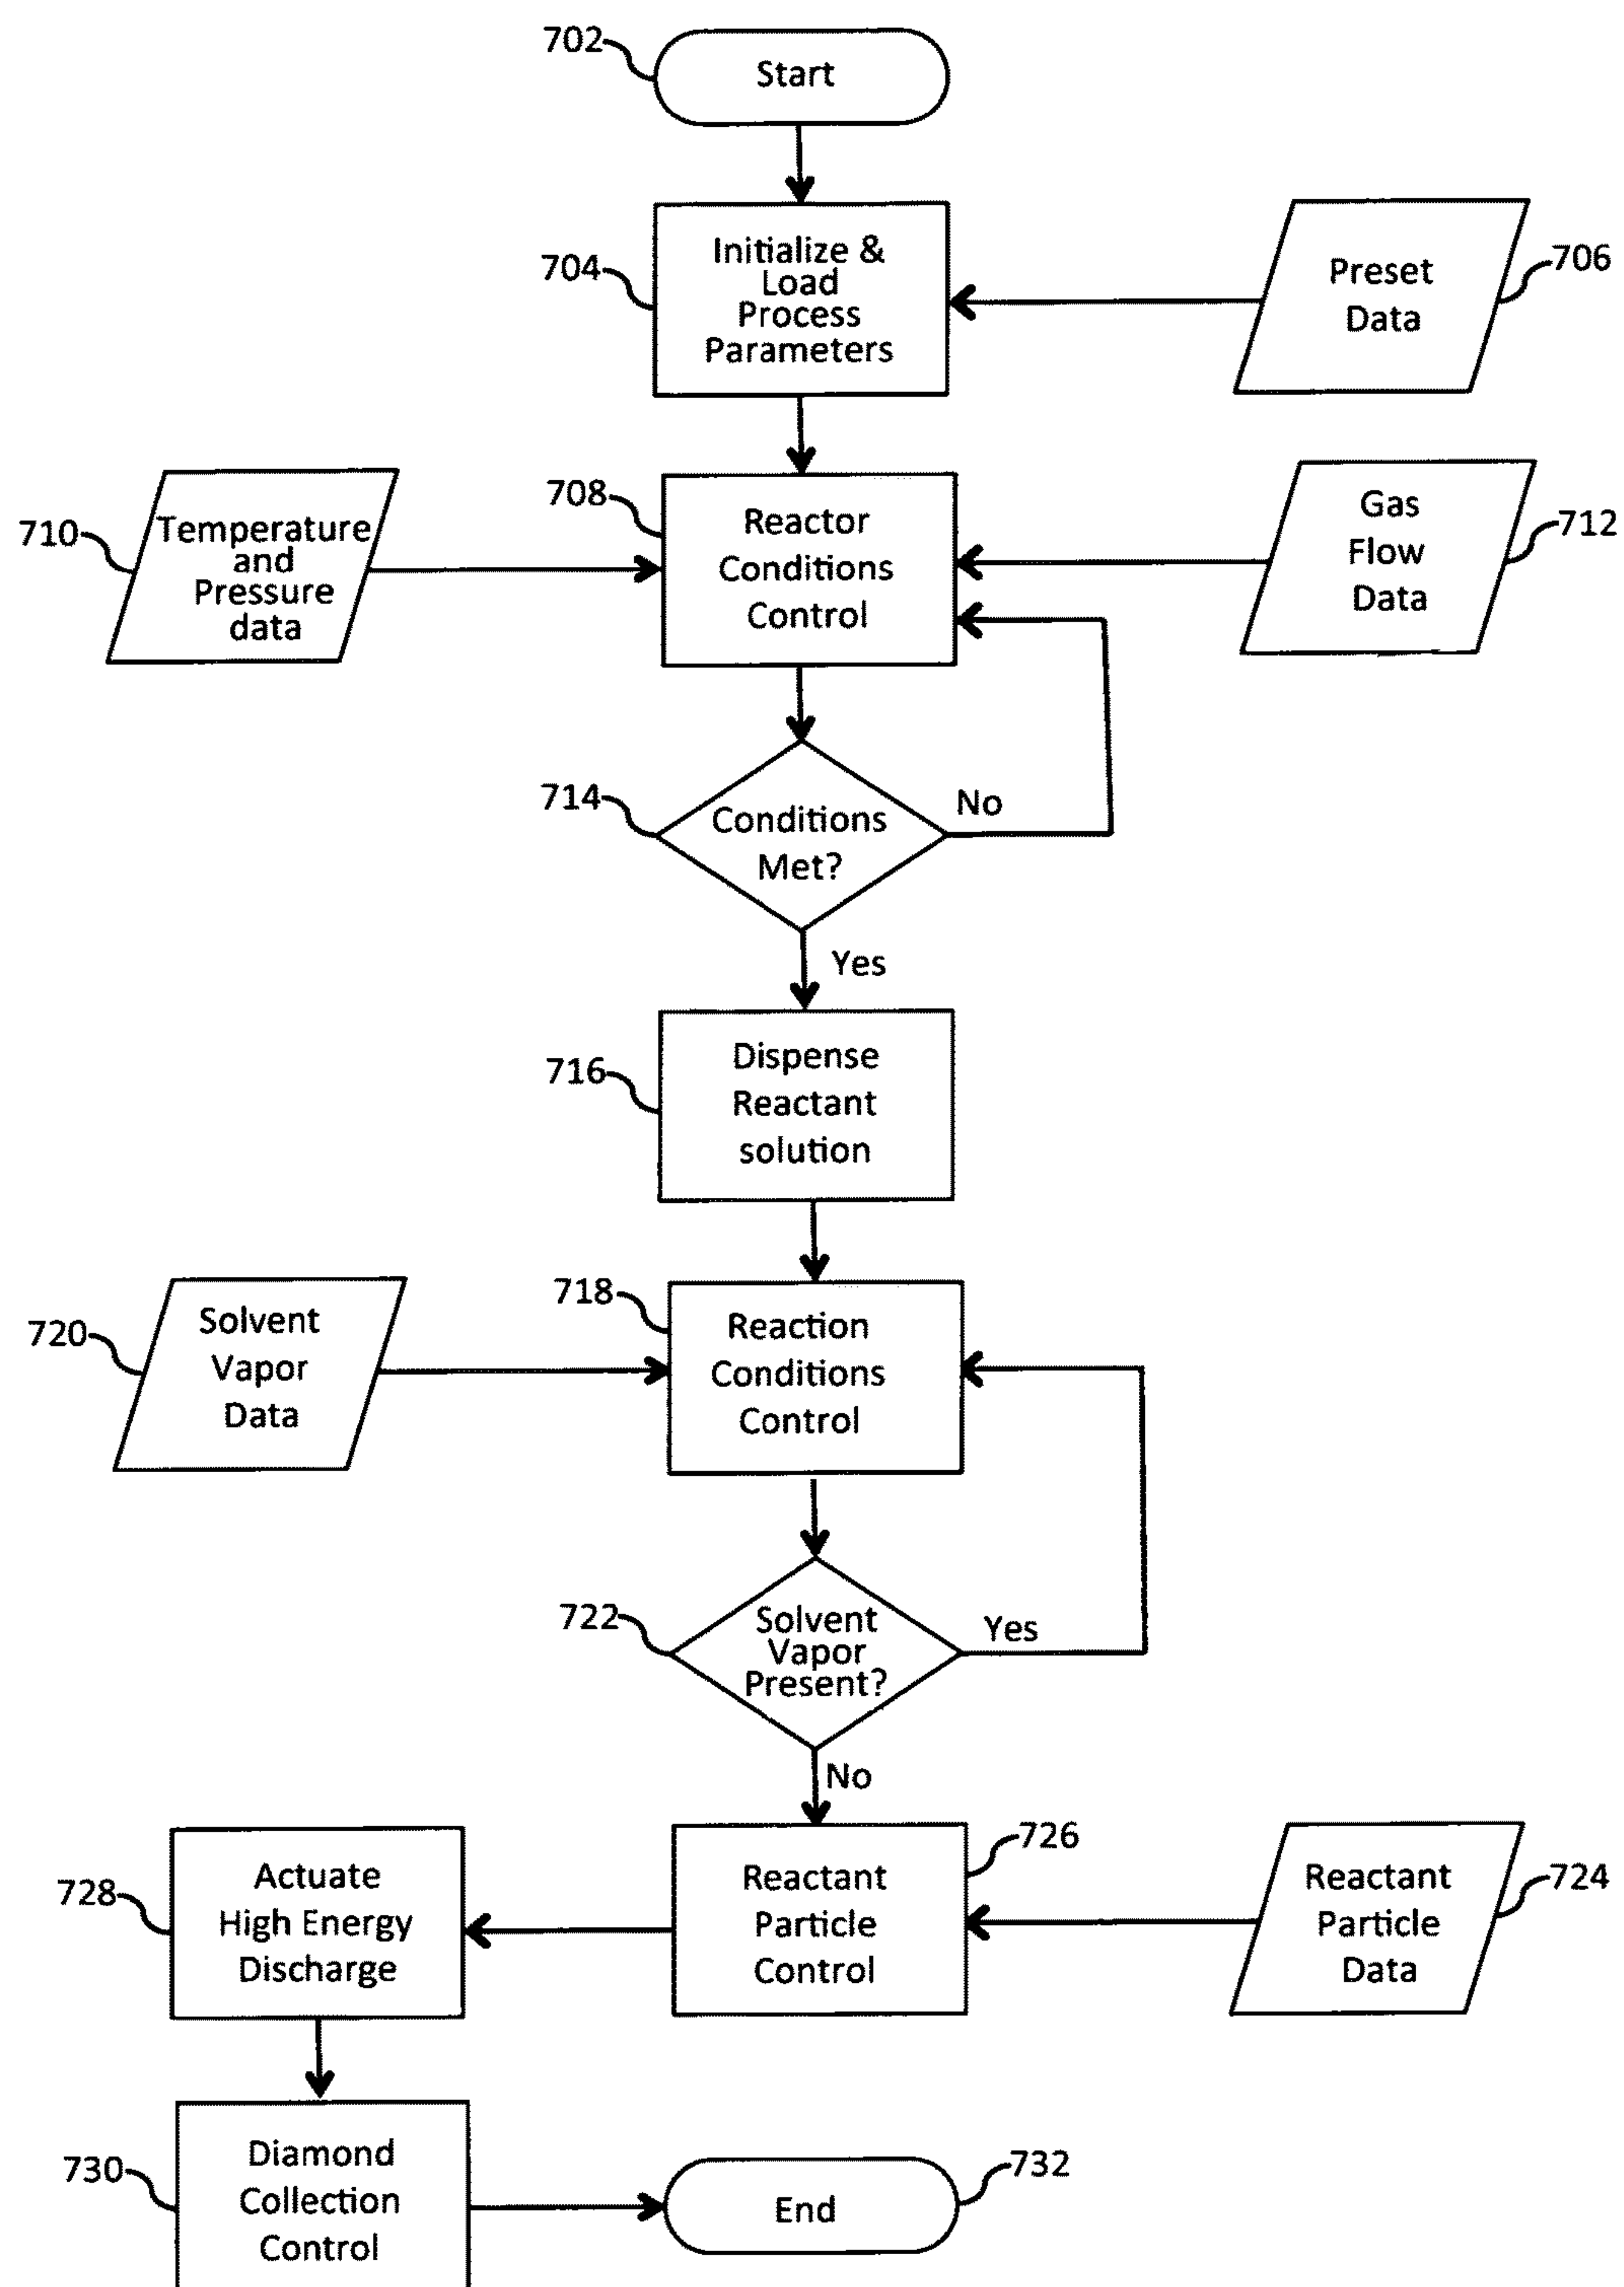 702
Start
704
Initialize &
Load
Process
Parameters
Preset
Data
706
710
Temperature
and
Pressure
data
708
Reactor
Conditions
Control
Gas
Flow
Data
712
714
Conditions
Met?
No
Yes
716
Dispense
Reactant
solution
720
Solvent
Vapor
Data
718
Reaction
Conditions
Control
722
Solvent
Vapor
Present?
Yes
No
728
Actuate
High Energy
Discharge
Reactant
Particle
Control
726
Reactant
Particle
Data
724
730
Diamond
Collection
Control
End
732